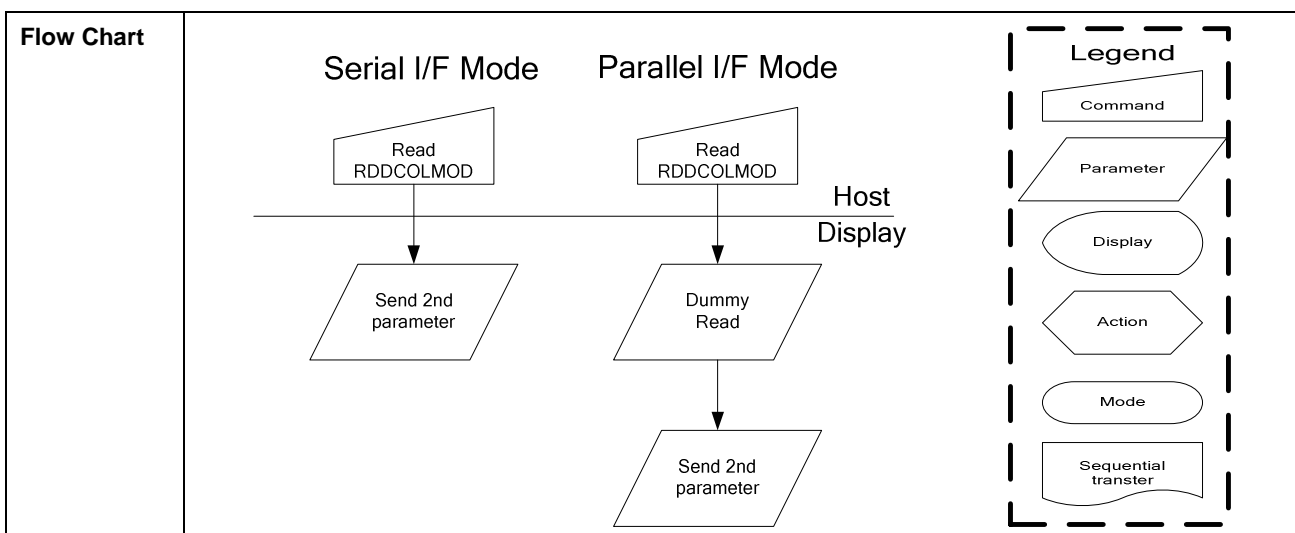 Flow Chart
Serial I/F Mode
Parallel I/F Mode
Read
RDDCOLMOD
Read
RDDCOLMOD
Host
Display
Send 2nd
parameter
Dummy
Read
Send 2nd
parameter
Legend
Command
Parameter
Display
Action
Mode
Sequential
transter